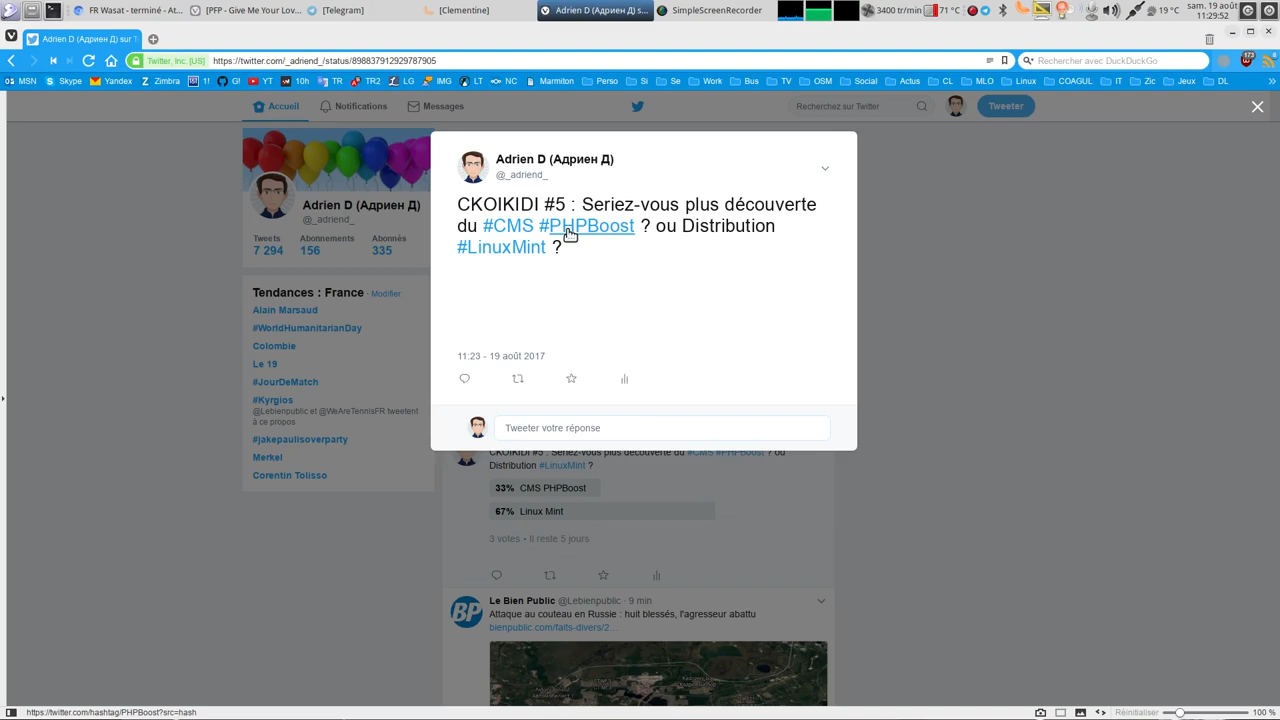 FR Wasat - terminé - At...
[PFP - Give Me Your Lov...
[Telegram]
[Clementine]
Adrien D (Адриен Д) s...
SimpleScreenRecorder
3400 tr/min
71 °C
19 °C
sam. 19 août
11:29:02
Adrien D (Адриен Д) sur T
Twitter, Inc. [US]
https://twitter.com/_adriend_/status/898837912929787905
Rechercher avec DuckDuckGo
MSN
Skype
Yandex
Zimbra
1!
G!
YT
10h
TR
TR2
LG
IMG
LT
NC
Marmiton
Perso
Si
Se
Work
Bus
TV
OSM
Social
Actus
CL
MLO
Linux
COAGUL
IT
Zic
Jeux
DL
Accueil
Notifications
Messages
Recherchez sur Twitter
Tweeter
Adrien D (Адриен Д)
@_adriend_
Tweets
Abonnements
Abonnés
7 294
156
335
Tendances : France · Modifier
Alain Marsaud
#WorldHumanitarianDay
Colombie
Le 19
#JourDeMatch
#Kyrgios
@Lebienpublic et @WeAreTennisFR tweetent
à ce propos
#jakepaulisoverparty
Merkel
Corentin Tolisso
Adrien D (Адриен Д)
@_adriend_
CKOIKIDI #5 : Seriez-vous plus découverte
du #CMS #PHPBoost ? ou Distribution
#LinuxMint ?
11:23 - 19 août 2017
Tweeter votre réponse
CKOIKIDI #5 : Seriez-vous plus découverte du #CMS #PHPBoost ? ou
Distribution #LinuxMint ?
33% CMS PHPBoost
67% Linux Mint
3 votes • Il reste 5 jours
BP
Le Bien Public @Lebienpublic · 9 min
Attaque au couteau en Russie : huit blessés, l'agresseur abattu
bienpublic.com/faits-divers/2...
https://twitter.com/hashtag/PHPBoost?src=hash
Réinitialiser
100 %